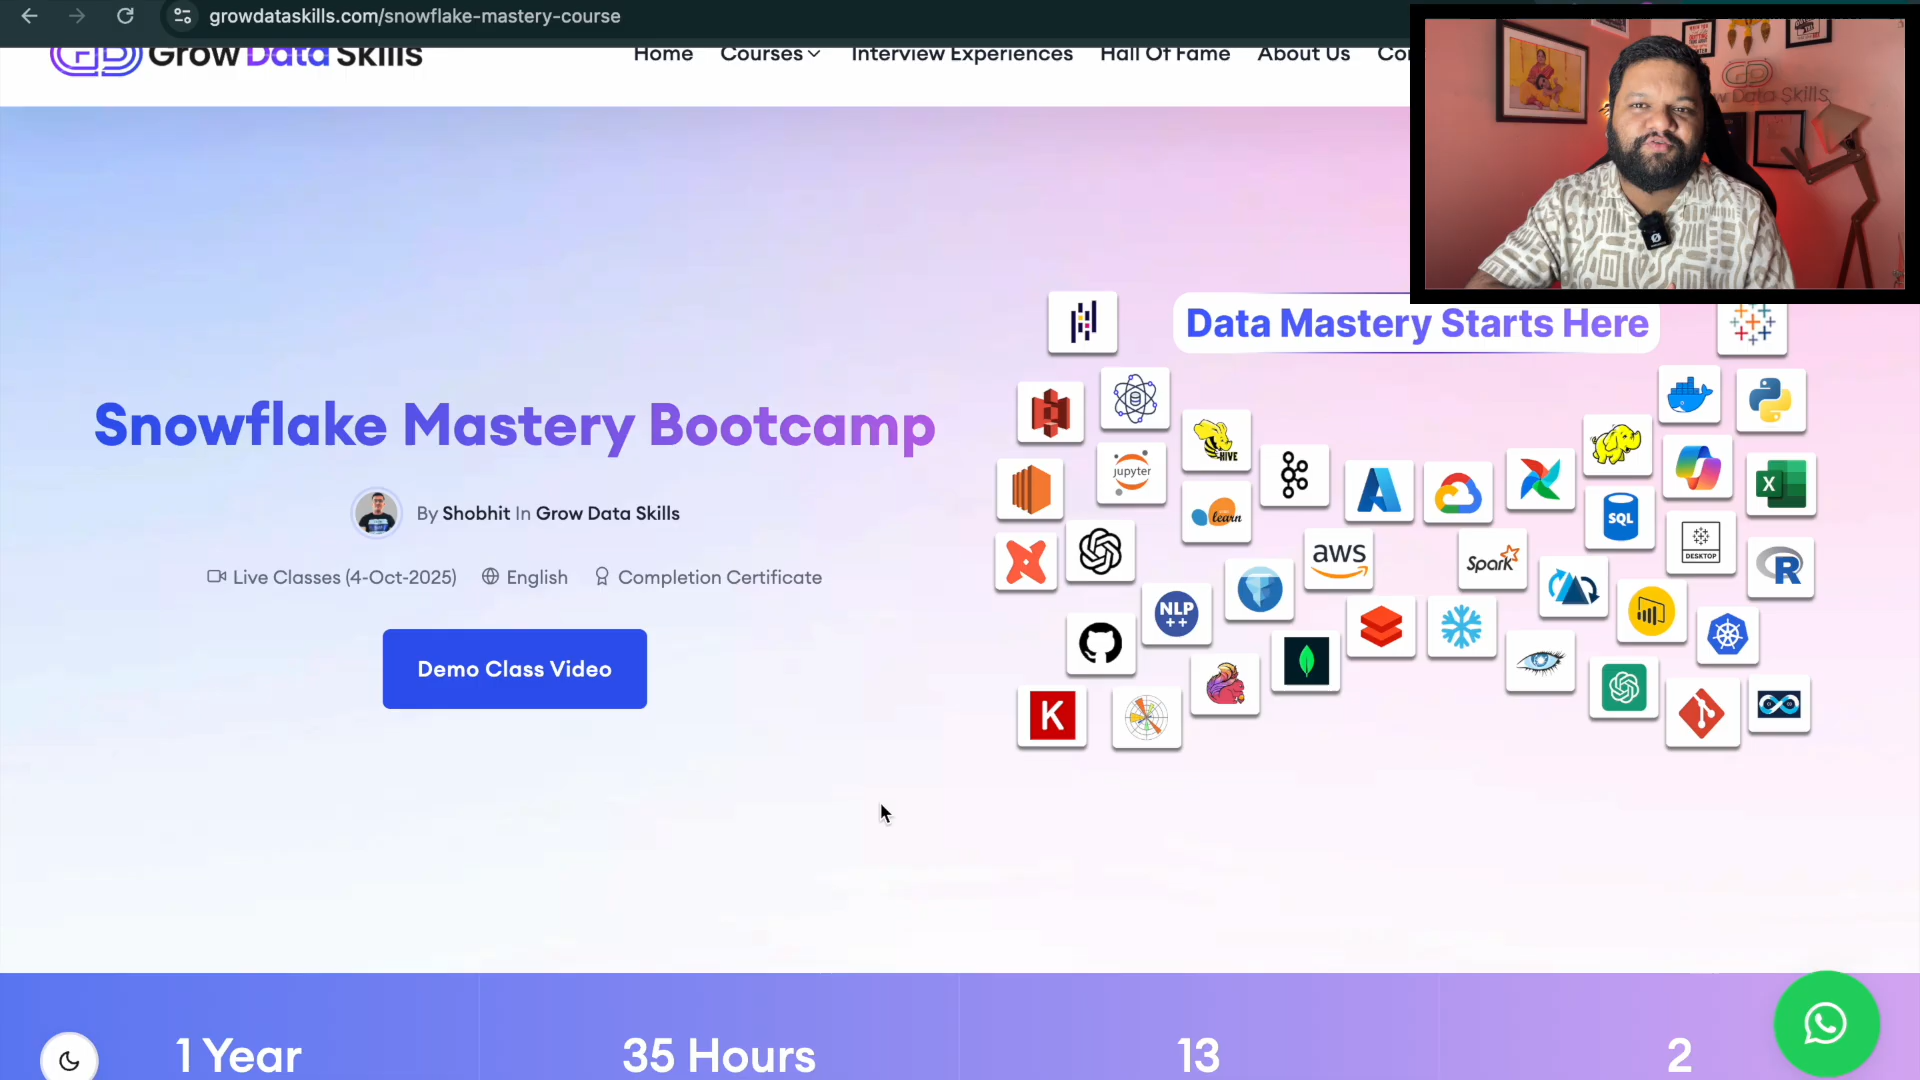 growdataskills.com/snowflake-mastery-course
Grow Data Skills
Home
Courses
Interview Experiences
Hall Of Fame
About Us
Data Mastery Starts Here
Snowflake Mastery Bootcamp
By Shobhit In Grow Data Skills
Live Classes (4-Oct-2025)
English
Completion Certificate
Demo Class Video
HIVE
jupyter
learn
SQL
DESKTOP
aws
Spark
NLP
++
R
X
K
1 Year
35 Hours
13
2